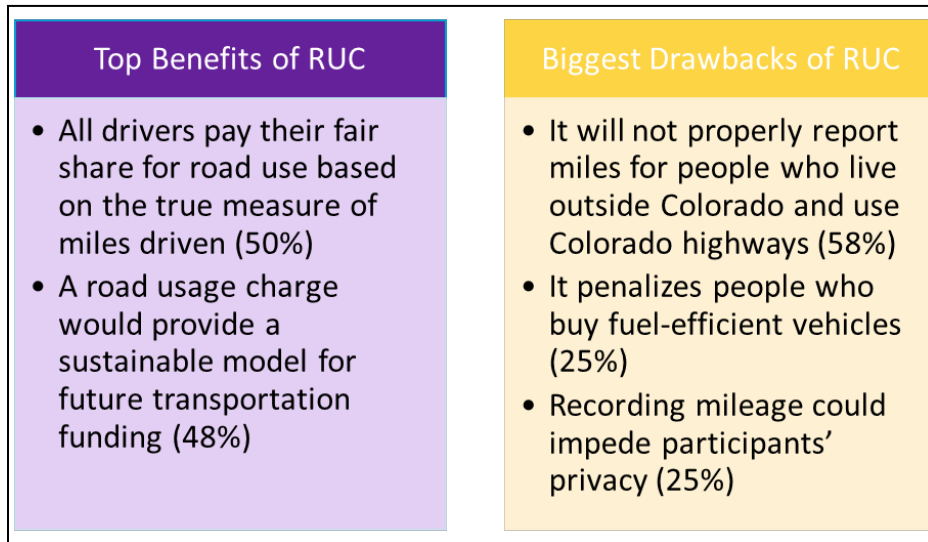 Top Benefits of RUC
• All drivers pay their fair
share for road use based
on the true measure of
miles driven (50%)
• A road usage charge
would provide a
sustainable model for
future transportation
funding (48%)
Biggest Drawbacks of RUC
• It will not properly report
miles for people who live
outside Colorado and use
Colorado highways (58%)
• It penalizes people who
buy fuel-efficient vehicles
(25%)
• Recording mileage could
impede participants’
privacy (25%)